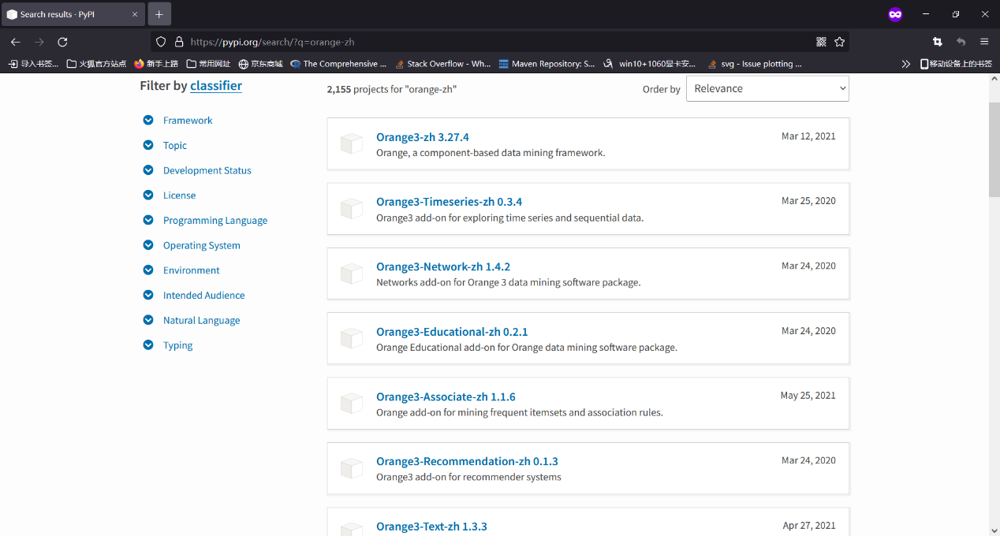 Search results · PyPI
https://pypi.org/search/?q=orange-zh
导入书签... 火狐官方站点 新手上路 常用网址 京东商城 The Comprehensive ... Stack Overflow - Wh... Maven Repository: S... win10+1060显卡安... svg - Issue plotting ... 移动设备上的书签
Filter by classifier
Framework
Topic
Development Status
License
Programming Language
Operating System
Environment
Intended Audience
Natural Language
Typing
2,155 projects for "orange-zh"
Order by Relevance
Orange3-zh 3.27.4
Mar 12, 2021
Orange, a component-based data mining framework.
Orange3-Timeseries-zh 0.3.4
Mar 25, 2020
Orange3 add-on for exploring time series and sequential data.
Orange3-Network-zh 1.4.2
Mar 24, 2020
Networks add-on for Orange 3 data mining software package.
Orange3-Educational-zh 0.2.1
Mar 24, 2020
Orange Educational add-on for Orange data mining software package.
Orange3-Associate-zh 1.1.6
May 25, 2021
Orange add-on for mining frequent itemsets and association rules.
Orange3-Recommendation-zh 0.1.3
Mar 24, 2020
Orange3 add-on for recommender systems
Orange3-Text-zh 1.3.3
Apr 27, 2021